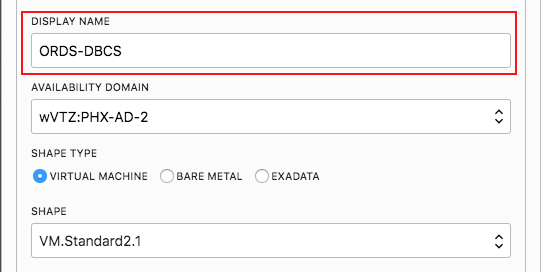 DISPLAY NAME
ORDS-DBCS
AVAILABILITY DOMAIN
wVTZ:PHX-AD-2
SHAPE TYPE
VIRTUAL MACHINE BARE METAL EXADATA
SHAPE
VM.Standard2.1